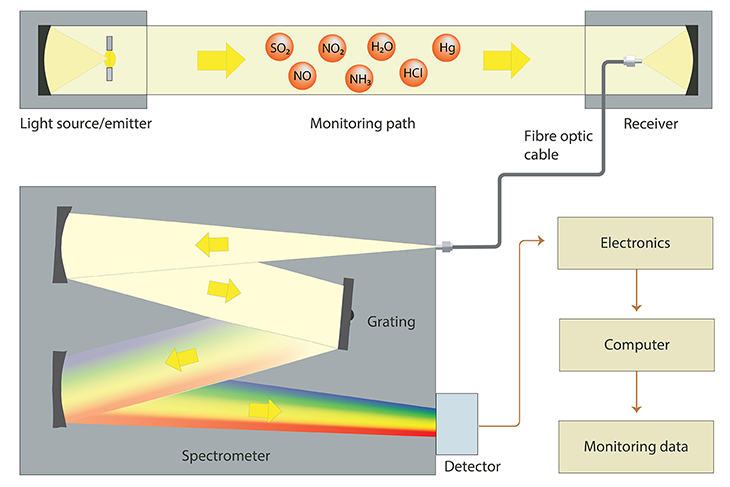 SO₂
NO₂
H₂O
Hg
NO
NH₃
HCl
Light source/emitter
Monitoring path
Receiver
Fibre optic
cable
Electronics
Grating
Computer
Monitoring data
Spectrometer
Detector